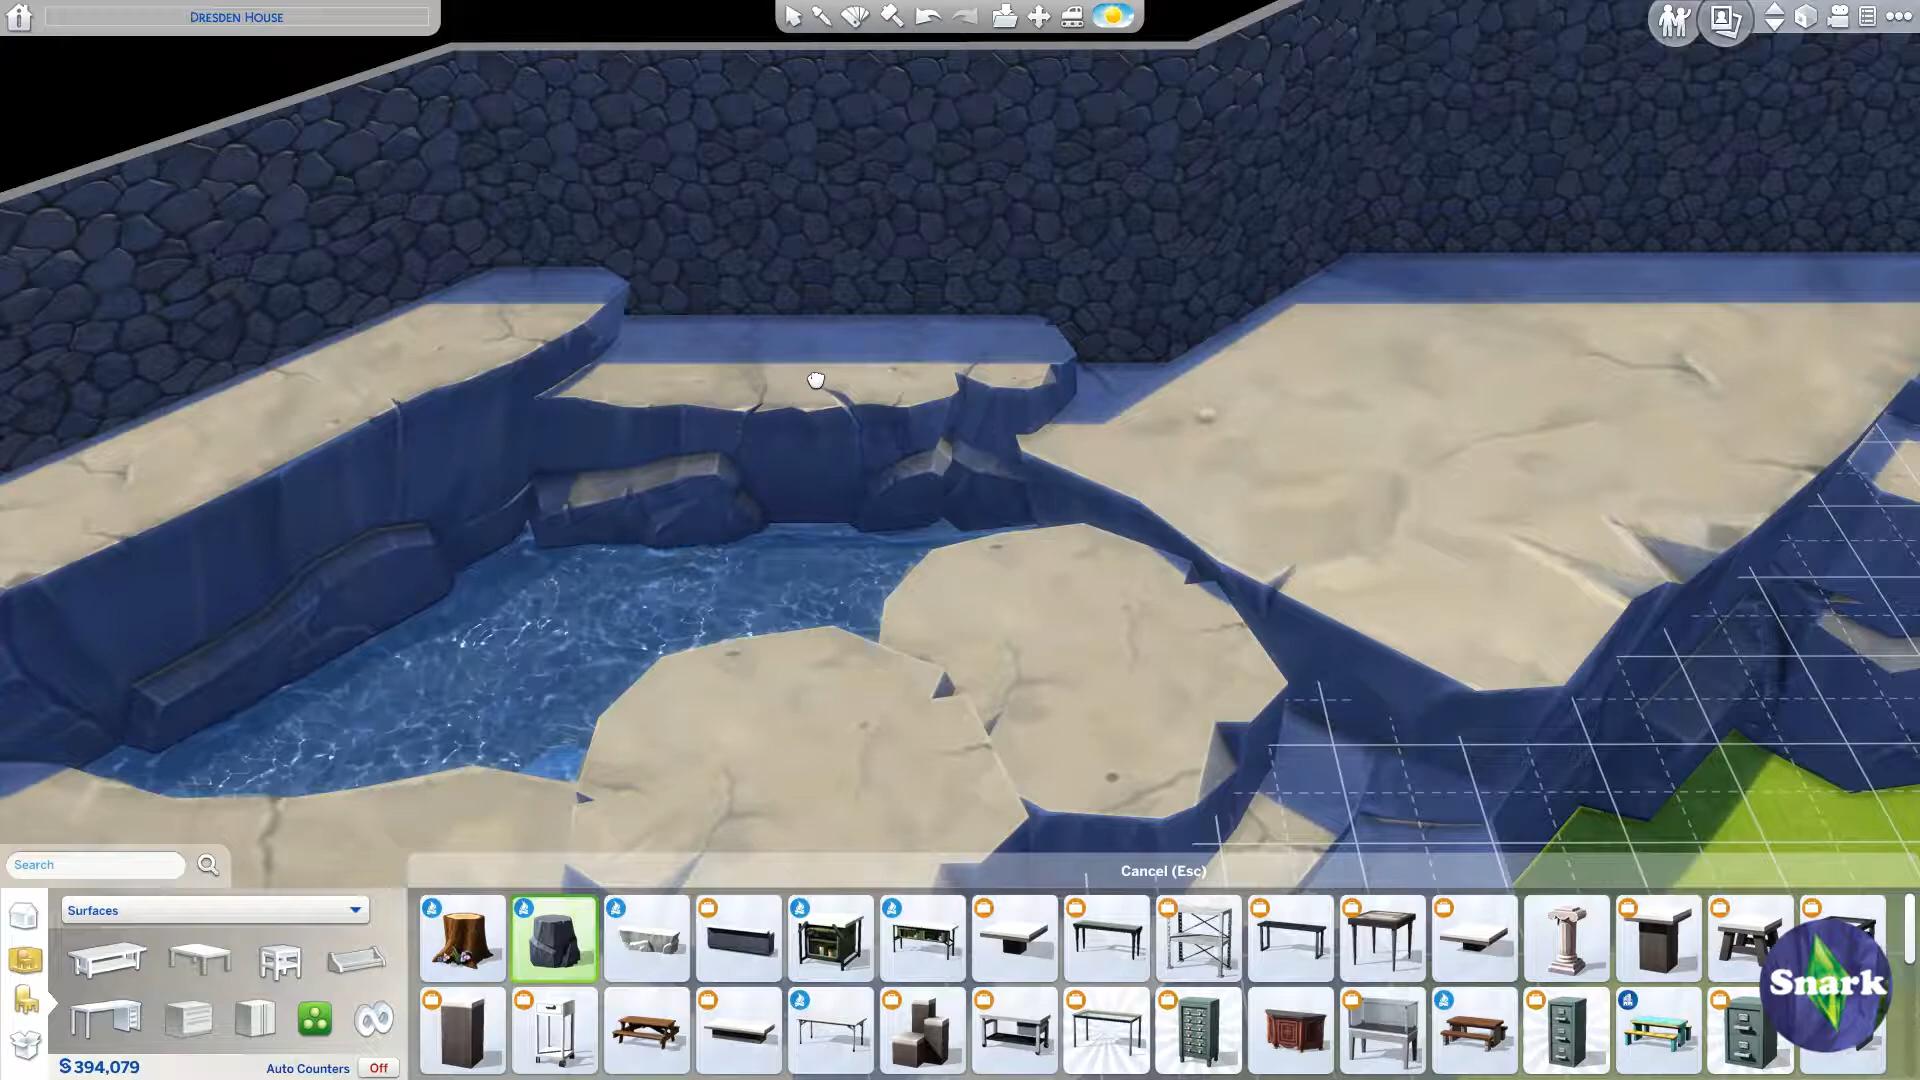 DRESDEN HOUSE
Cancel (Esc)
Search
Surfaces
§394,079
Auto Counters
Off
Snark